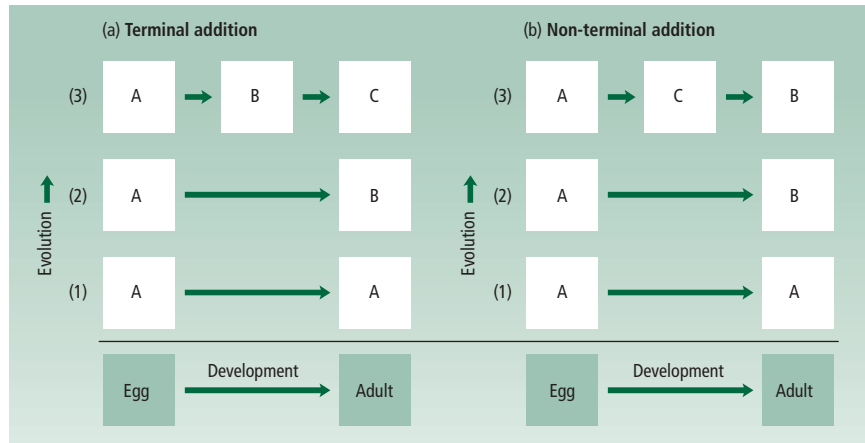 (a) Terminal addition
(3) A B C
(2) A B
(1) A A
Evolution
Egg Development Adult
(b) Non-terminal addition
(3) A C B
(2) A B
(1) A A
Evolution
Egg Development Adult